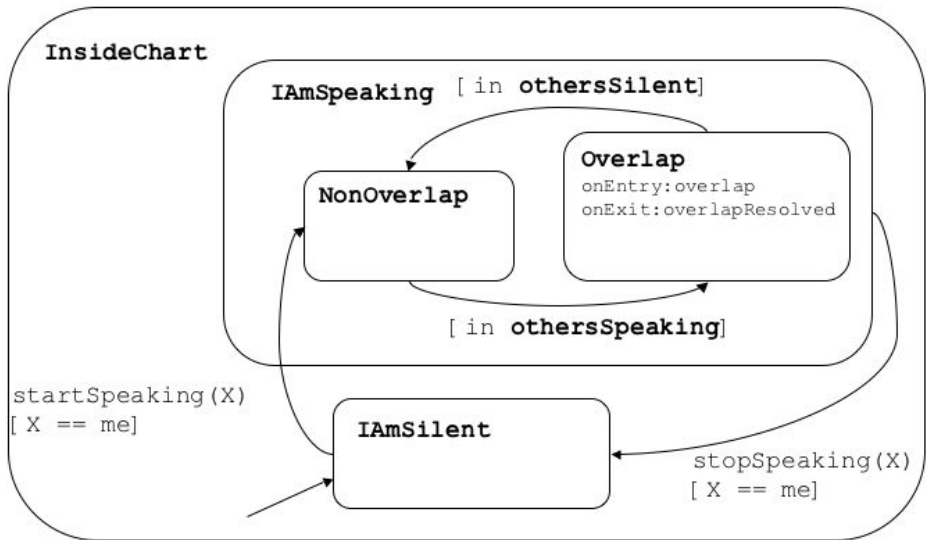 InsideChart
IAmSpeaking
[ in othersSilent]
Overlap
onEntry:overlap
onExit:overlapResolved
NonOverlap
[ in othersSpeaking]
startSpeaking(X)
[ X == me]
IAmSilent
stopSpeaking(X)
[ X == me]